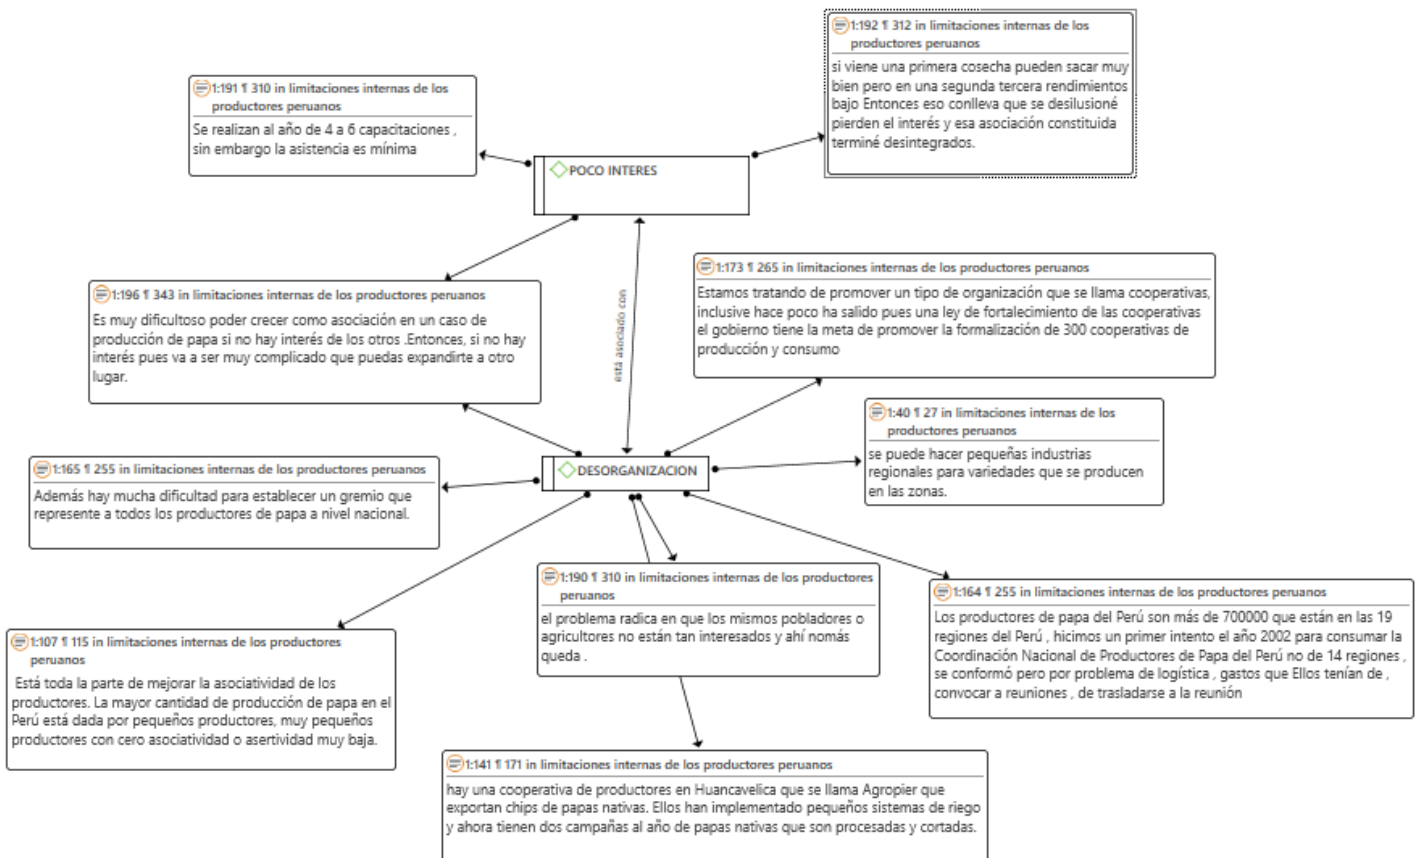 1:192 ¶ 312 in limitaciones internas de los
productores peruanos
si viene una primera cosecha pueden sacar muy
bien pero en una segunda tercera rendimientos
bajo Entonces eso conlleva que se desilusioné
pierden el interés y esa asociación constituida
terminé desintegrados.
1:191 ¶ 310 in limitaciones internas de los
productores peruanos
Se realizan al año de 4 a 6 capacitaciones ,
sin embargo la asistencia es mínima
POCO INTERES
1:196 ¶ 343 in limitaciones internas de los productores peruanos
Es muy dificultoso poder crecer como asociación en un caso de
producción de papa si no hay interés de los otros .Entonces, si no hay
interés pues va a ser muy complicado que puedas expandirte a otro
lugar.
está asociado con
1:173 ¶ 265 in limitaciones internas de los productores peruanos
Estamos tratando de promover un tipo de organización que se llama cooperativas,
inclusive hace poco ha salido pues una ley de fortalecimiento de las cooperativas
el gobierno tiene la meta de promover la formalización de 300 cooperativas de
producción y consumo
1:40 ¶ 27 in limitaciones internas de los
productores peruanos
se puede hacer pequeñas industrias
regionales para variedades que se producen
en las zonas.
DESORGANIZACION
1:165 ¶ 255 in limitaciones internas de los productores peruanos
Además hay mucha dificultad para establecer un gremio que
represente a todos los productores de papa a nivel nacional.
1:190 ¶ 310 in limitaciones internas de los productores
peruanos
el problema radica en que los mismos pobladores o
agricultores no están tan interesados y ahí nomás
queda .
1:164 ¶ 255 in limitaciones internas de los productores peruanos
Los productores de papa del Perú son más de 700000 que están en las 19
regiones del Perú , hicimos un primer intento el año 2002 para consumar la
Coordinación Nacional de Productores de Papa del Perú no de 14 regiones ,
se conformó pero por problema de logística , gastos que Ellos tenían de ,
convocar a reuniones , de trasladarse a la reunión
1:107 ¶ 115 in limitaciones internas de los productores
peruanos
Está toda la parte de mejorar la asociatividad de los
productores. La mayor cantidad de producción de papa en el
Perú está dada por pequeños productores, muy pequeños
productores con cero asociatividad o asertividad muy baja.
1:141 ¶ 171 in limitaciones internas de los productores peruanos
hay una cooperativa de productores en Huancavelica que se llama Agropier que
exportan chips de papas nativas. Ellos han implementado pequeños sistemas de riego
y ahora tienen dos campañas al año de papas nativas que son procesadas y cortadas.